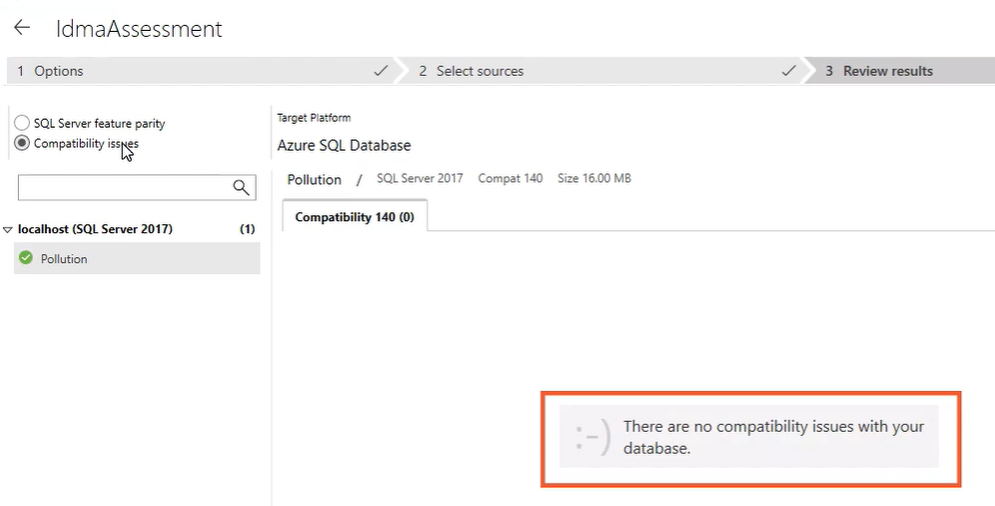 IdmaAssessment
1 Options
2 Select sources
3 Review results
SQL Server feature parity
Compatibility issues
localhost (SQL Server 2017) (1)
Pollution
Target Platform
Azure SQL Database
Pollution / SQL Server 2017 Compat 140 Size 16.00 MB
Compatibility 140 (0)
:-) There are no compatibility issues with your
database.